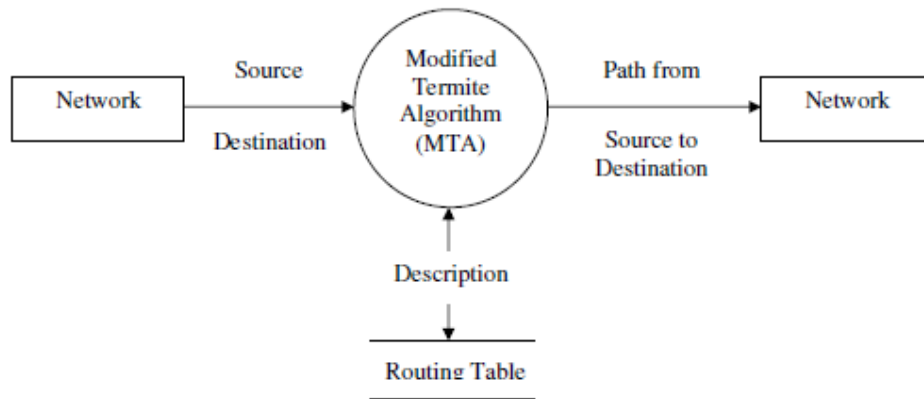 Network
Source
Destination
Modified
Termite
Algorithm
(MTA)
Path from
Source to
Destination
Network
Description
Routing Table